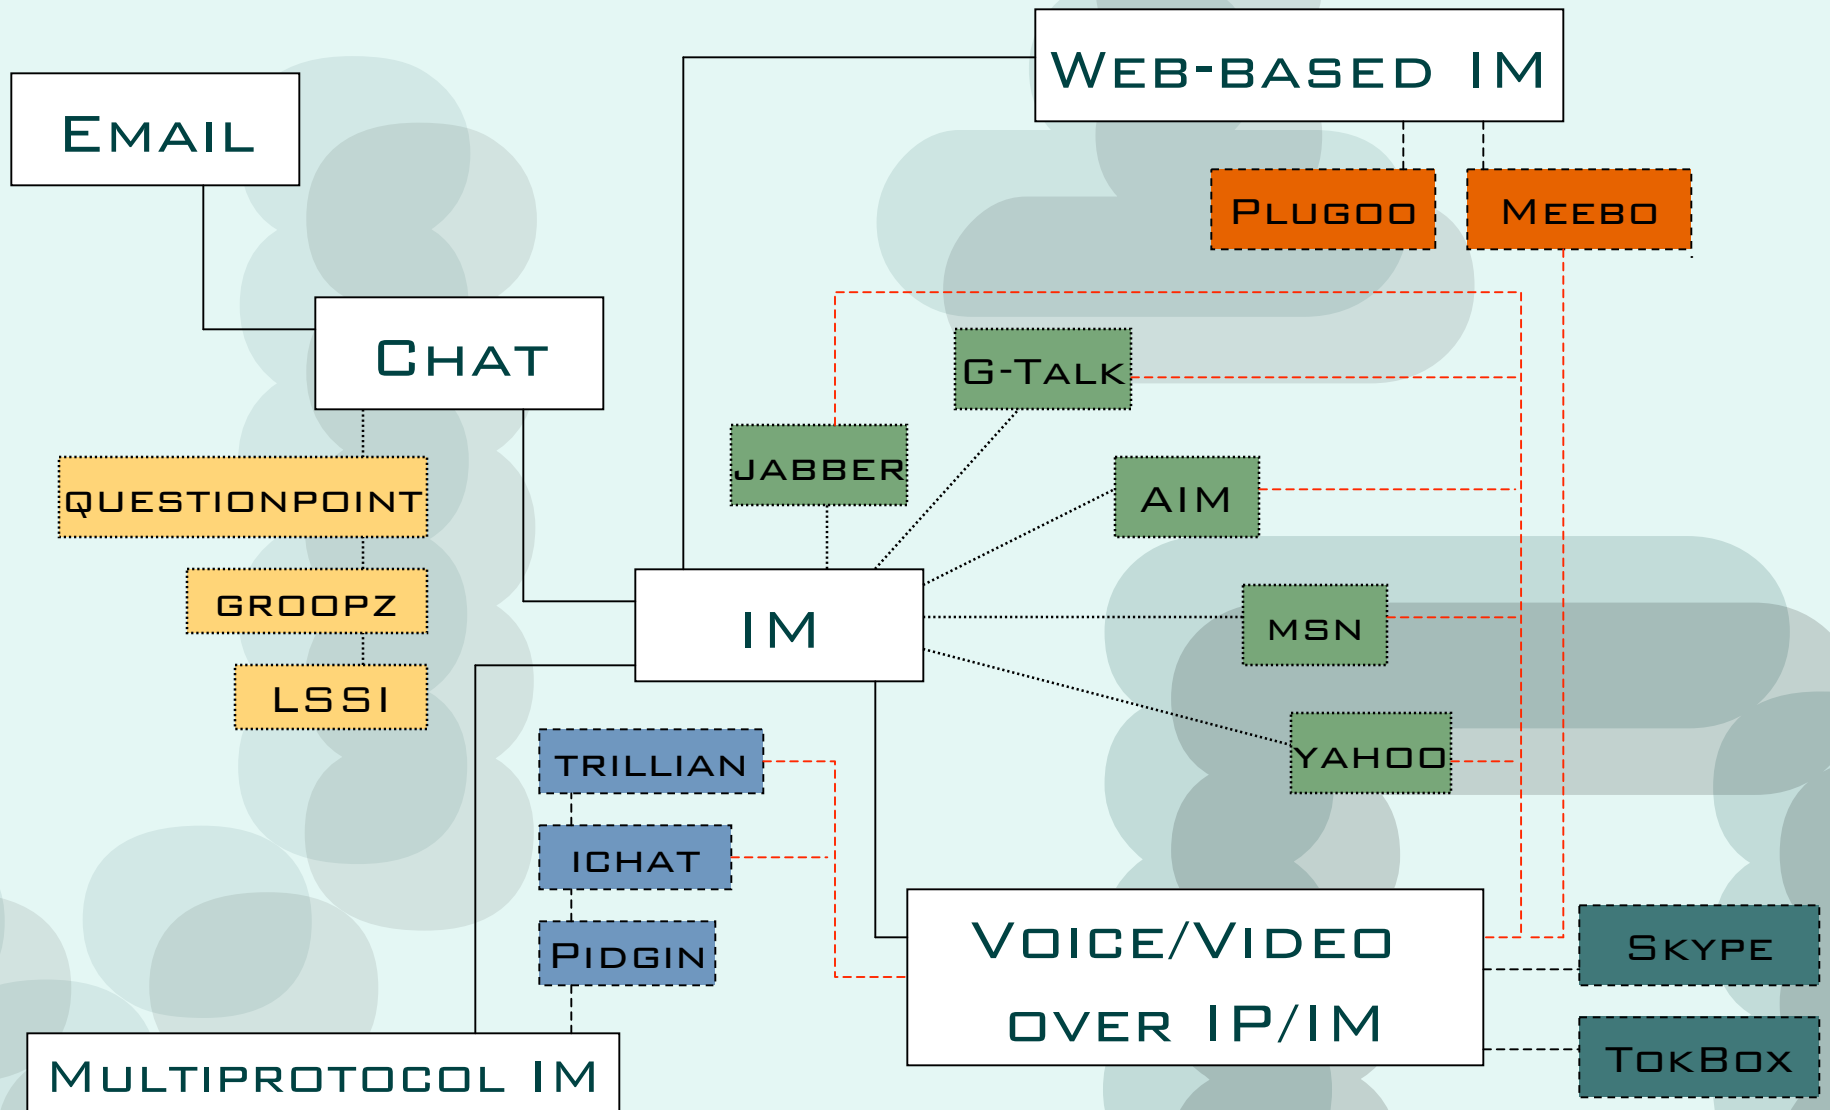 Web-based IM
Email
Plugoo
Meebo
Chat
G-Talk
jabber
AIM
questionpoint
groopz
IM
msn
LSSI
yahoo
trillian
ichat
Pidgin
Voice/Video
over IP/IM
Skype
TokBox
Multiprotocol IM